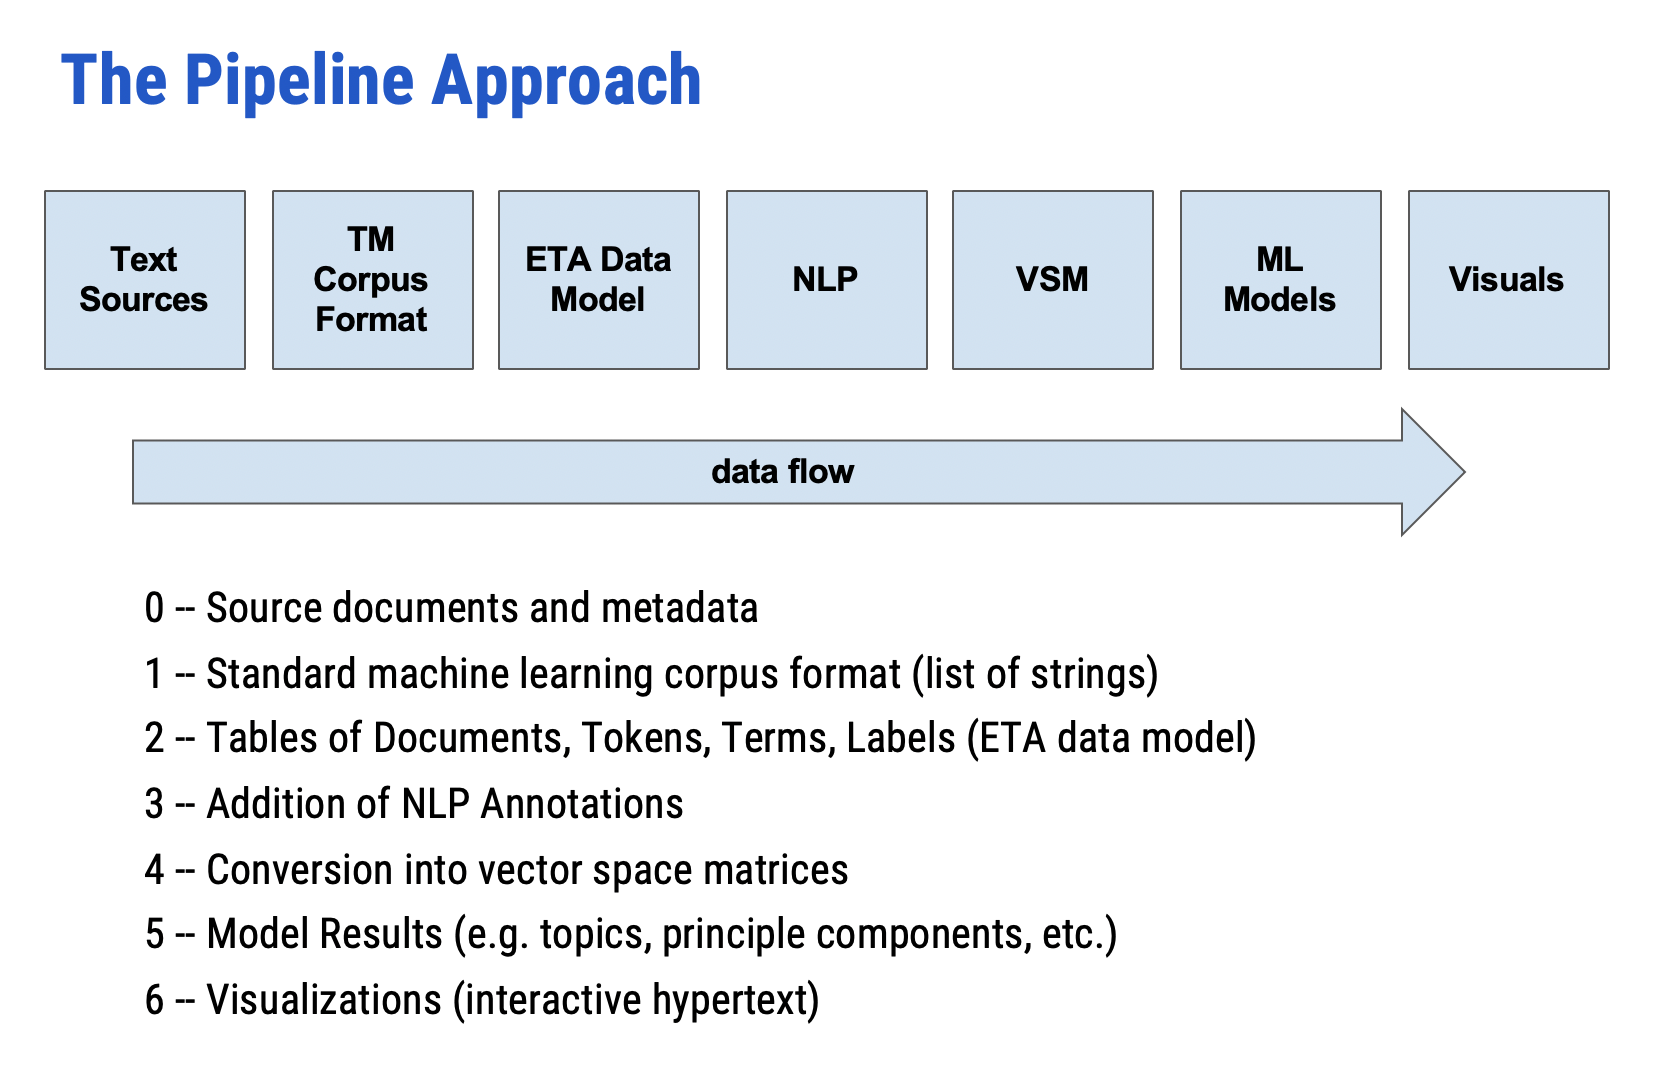 The Pipeline Approach
Text
Sources
TM
Corpus
Format
ETA Data
Model
NLP
VSM
ML
Models
Visuals
data flow
0 -- Source documents and metadata
1 -- Standard machine learning corpus format (list of strings)
2 -- Tables of Documents, Tokens, Terms, Labels (ETA data model)
3 -- Addition of NLP Annotations
4 -- Conversion into vector space matrices
5 -- Model Results (e.g. topics, principle components, etc.)
6 -- Visualizations (interactive hypertext)